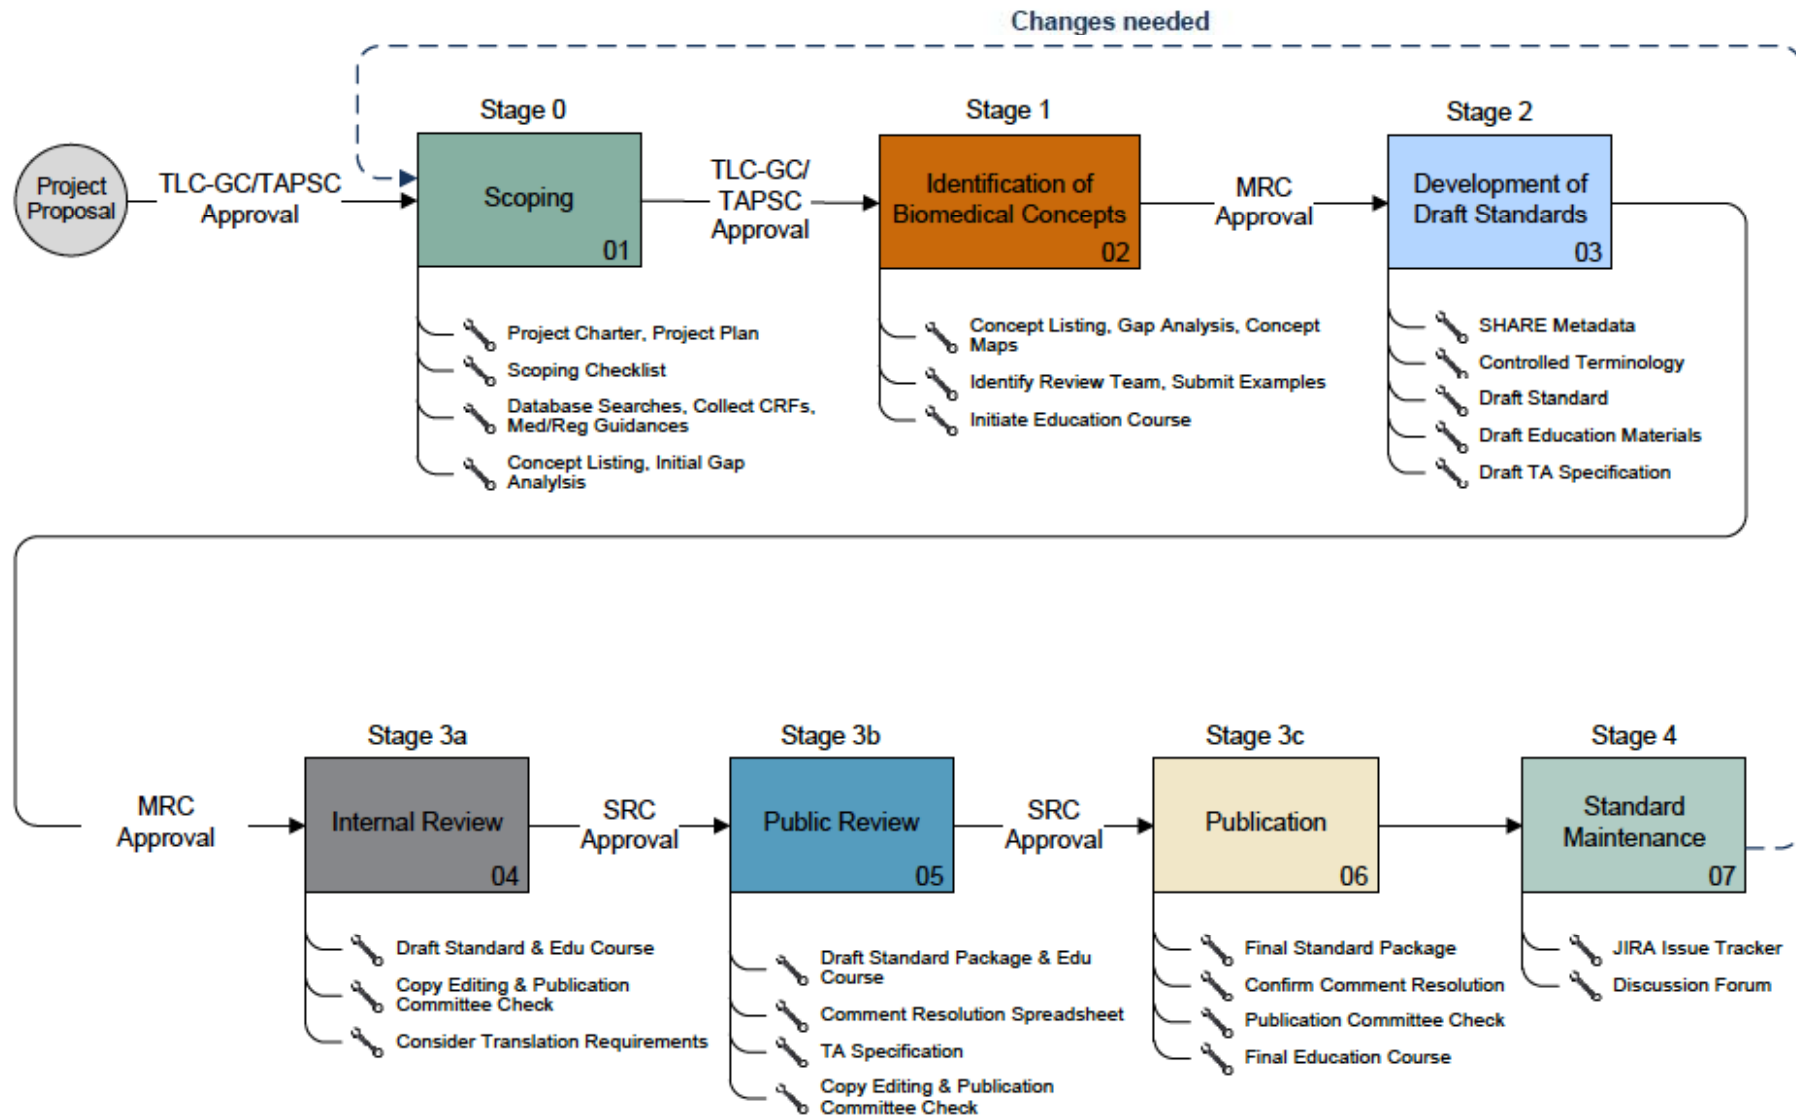 Changes needed
Stage 0
Stage 1
Stage 2
Project
Proposal
TLC-GC/TAPSC
Approval
Scoping
01
TLC-GC/
TAPSC
Approval
Identification of
Biomedical Concepts
02
MRC
Approval
Development of
Draft Standards
03
Project Charter, Project Plan
Scoping Checklist
Database Searches, Collect CRFs,
Med/Reg Guidances
Concept Listing, Initial Gap
Analylsis
Concept Listing, Gap Analysis, Concept
Maps
Identify Review Team, Submit Examples
Initiate Education Course
SHARE Metadata
Controlled Terminology
Draft Standard
Draft Education Materials
Draft TA Specification
Stage 3a
Stage 3b
Stage 3c
Stage 4
MRC
Approval
Internal Review
04
SRC
Approval
Public Review
05
SRC
Approval
Publication
06
Standard
Maintenance
07
Draft Standard & Edu Course
Copy Editing & Publication
Committee Check
Consider Translation Requirements
Draft Standard Package & Edu
Course
Comment Resolution Spreadsheet
TA Specification
Copy Editing & Publication
Committee Check
Final Standard Package
Confirm Comment Resolution
Publication Committee Check
Final Education Course
JIRA Issue Tracker
Discussion Forum